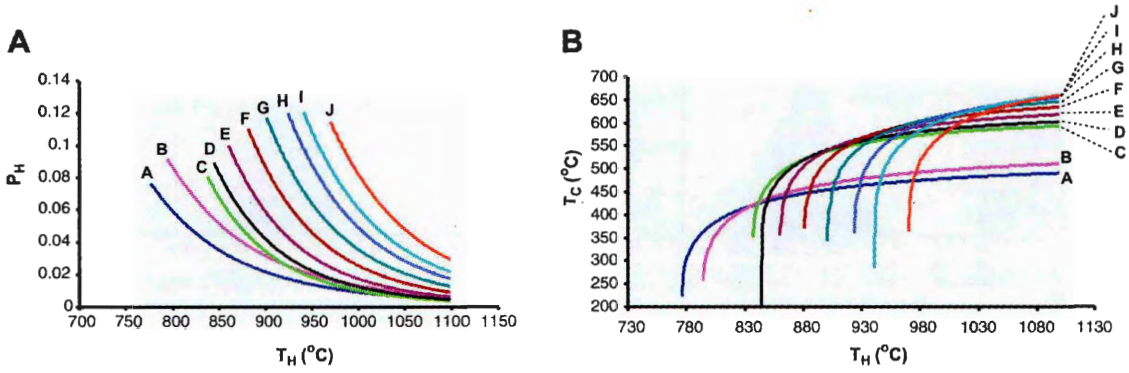 A
B
P_H
0.14
0.12
0.1
0.08
0.06
0.04
0.02
0
A
B
C
D
E
F
G
H
I
J
700 750 800 850 900 950 1000 1050 1100 1150
T_H (°C)
T_C (°C)
700
650
600
550
500
450
400
350
300
250
200
J
I
H
G
F
E
D
C
B
A
730 780 830 880 930 980 1030 1080 1130
T_H (°C)